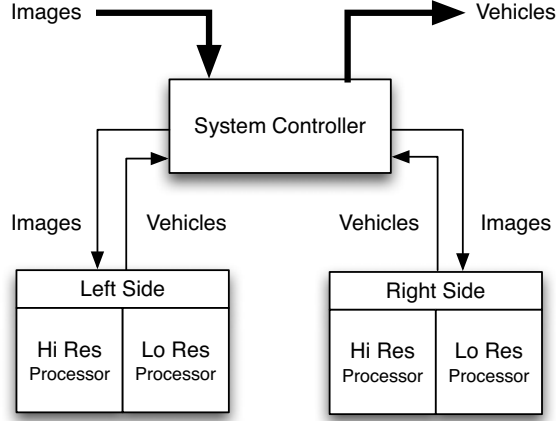 Images
Vehicles
System Controller
Images
Vehicles
Vehicles
Images
Left Side
Right Side
Hi Res
Processor
Lo Res
Processor
Hi Res
Processor
Lo Res
Processor